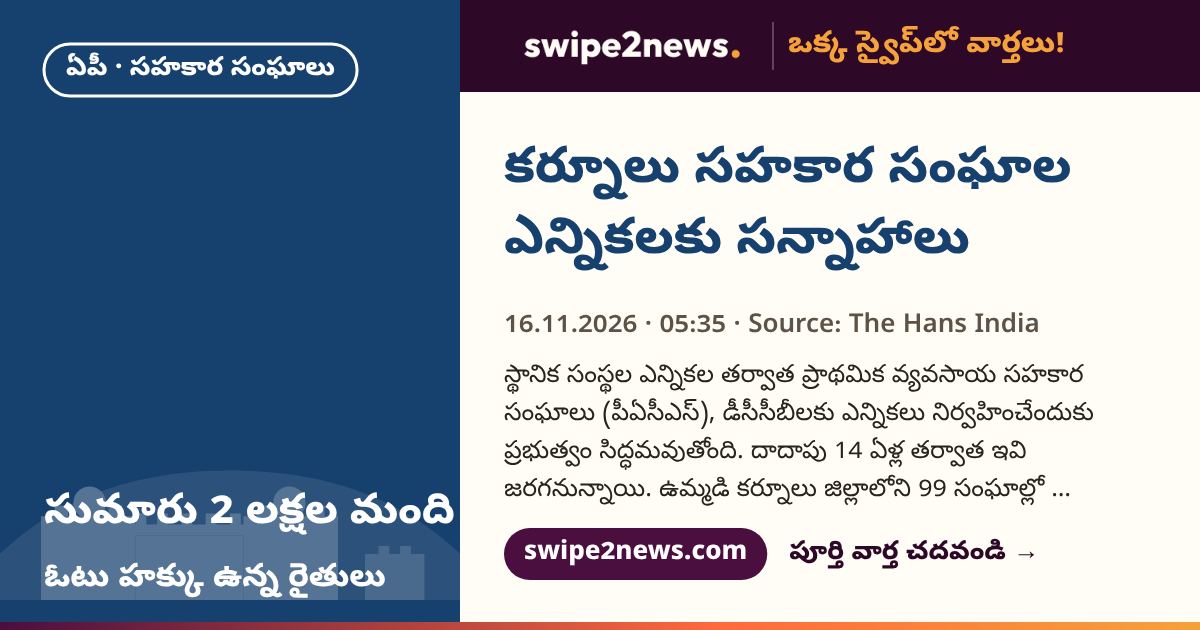 ఏపీ · సహకార సంఘాలు
సుమారు 2 లక్షల మంది
ఓటు హక్కు ఉన్న రైతులు
swipe2news.
ఒక్క స్వైప్‌లో వార్తలు!
కర్నూలు సహకార సంఘాల
ఎన్నికలకు సన్నాహాలు
16.11.2026 · 05:35 · Source: The Hans India
స్థానిక సంస్థల ఎన్నికల తర్వాత ప్రాథమిక వ్యవసాయ సహకార
సంఘాలు (పీఏసీఎస్), డీసీసీబీలకు ఎన్నికలు నిర్వహించేందుకు
ప్రభుత్వం సిద్ధమవుతోంది. దాదాపు 14 ఏళ్ల తర్వాత ఇవి
జరగనున్నాయి. ఉమ్మడి కర్నూలు జిల్లాలోని 99 సంఘాల్లో ...
swipe2news.com
పూర్తి వార్త చదవండి →